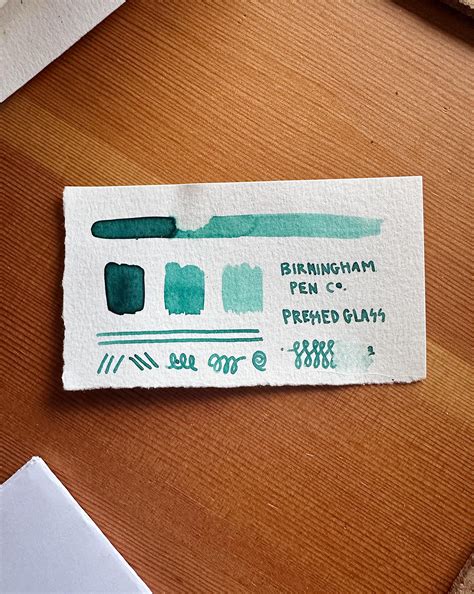 BIRMINGHAM
PEN Co.
PRESSED GLASS